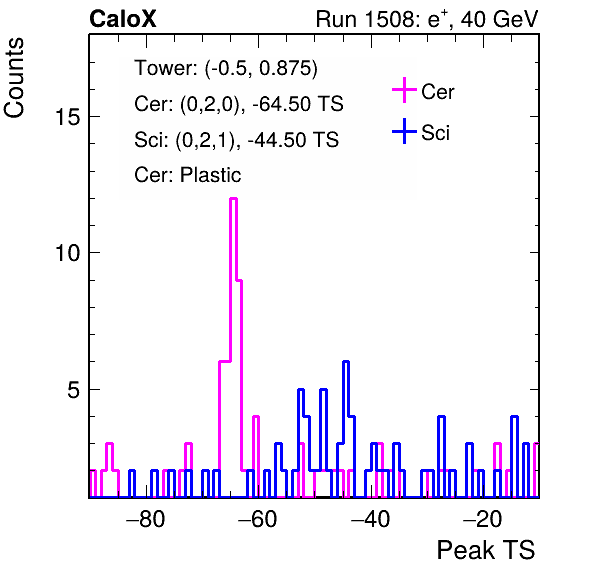 CaloX Run 1508: e⁺, 40 GeV
Counts
Tower: (-0.5, 0.875)
Cer: (0,2,0), -64.50 TS
Sci: (0,2,1), -44.50 TS
Cer: Plastic
Cer
Sci
15
10
5
−80 −60 −40 −20
Peak TS